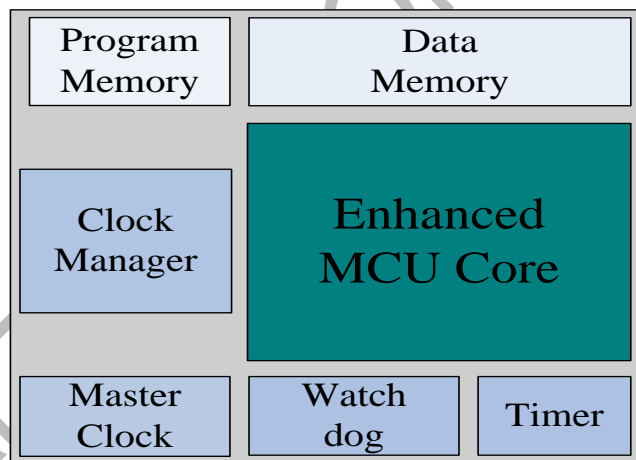 Program
Memory
Data
Memory
Clock
Manager
Enhanced
MCU Core
Master
Clock
Watch
dog
Timer